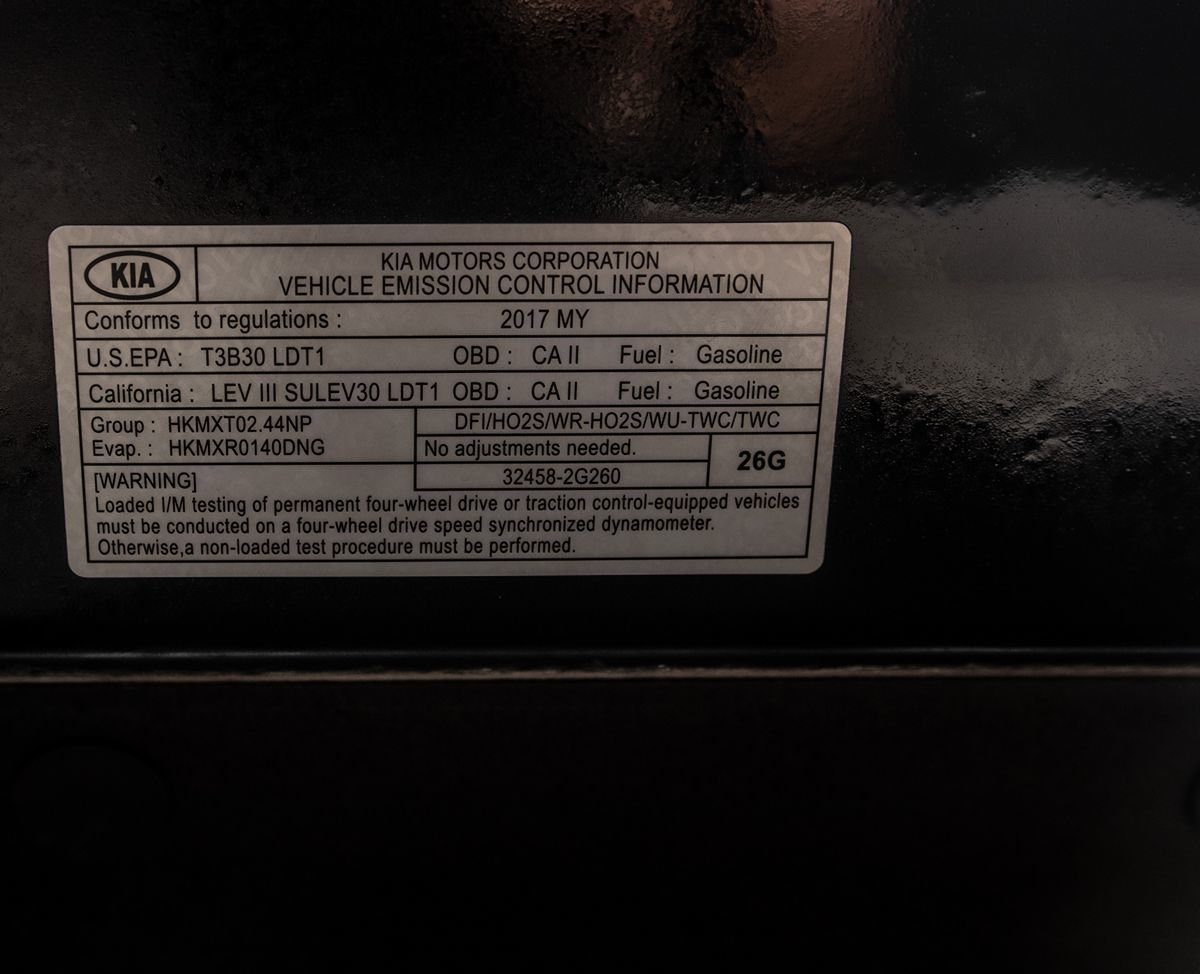 KIA
KIA MOTORS CORPORATION
VEHICLE EMISSION CONTROL INFORMATION
Conforms to regulations : 2017 MY
U.S.EPA : T3B30 LDT1 OBD : CA II Fuel : Gasoline
California : LEV III SULEV30 LDT1 OBD : CA II Fuel : Gasoline
Group : HKMXT02.44NP
Evap. : HKMXR0140DNG
DFI/HO2S/WR-HO2S/WU-TWC/TWC
No adjustments needed.
32458-2G260
26G
[WARNING]
Loaded I/M testing of permanent four-wheel drive or traction control-equipped vehicles
must be conducted on a four-wheel drive speed synchronized dynamometer.
Otherwise,a non-loaded test procedure must be performed.